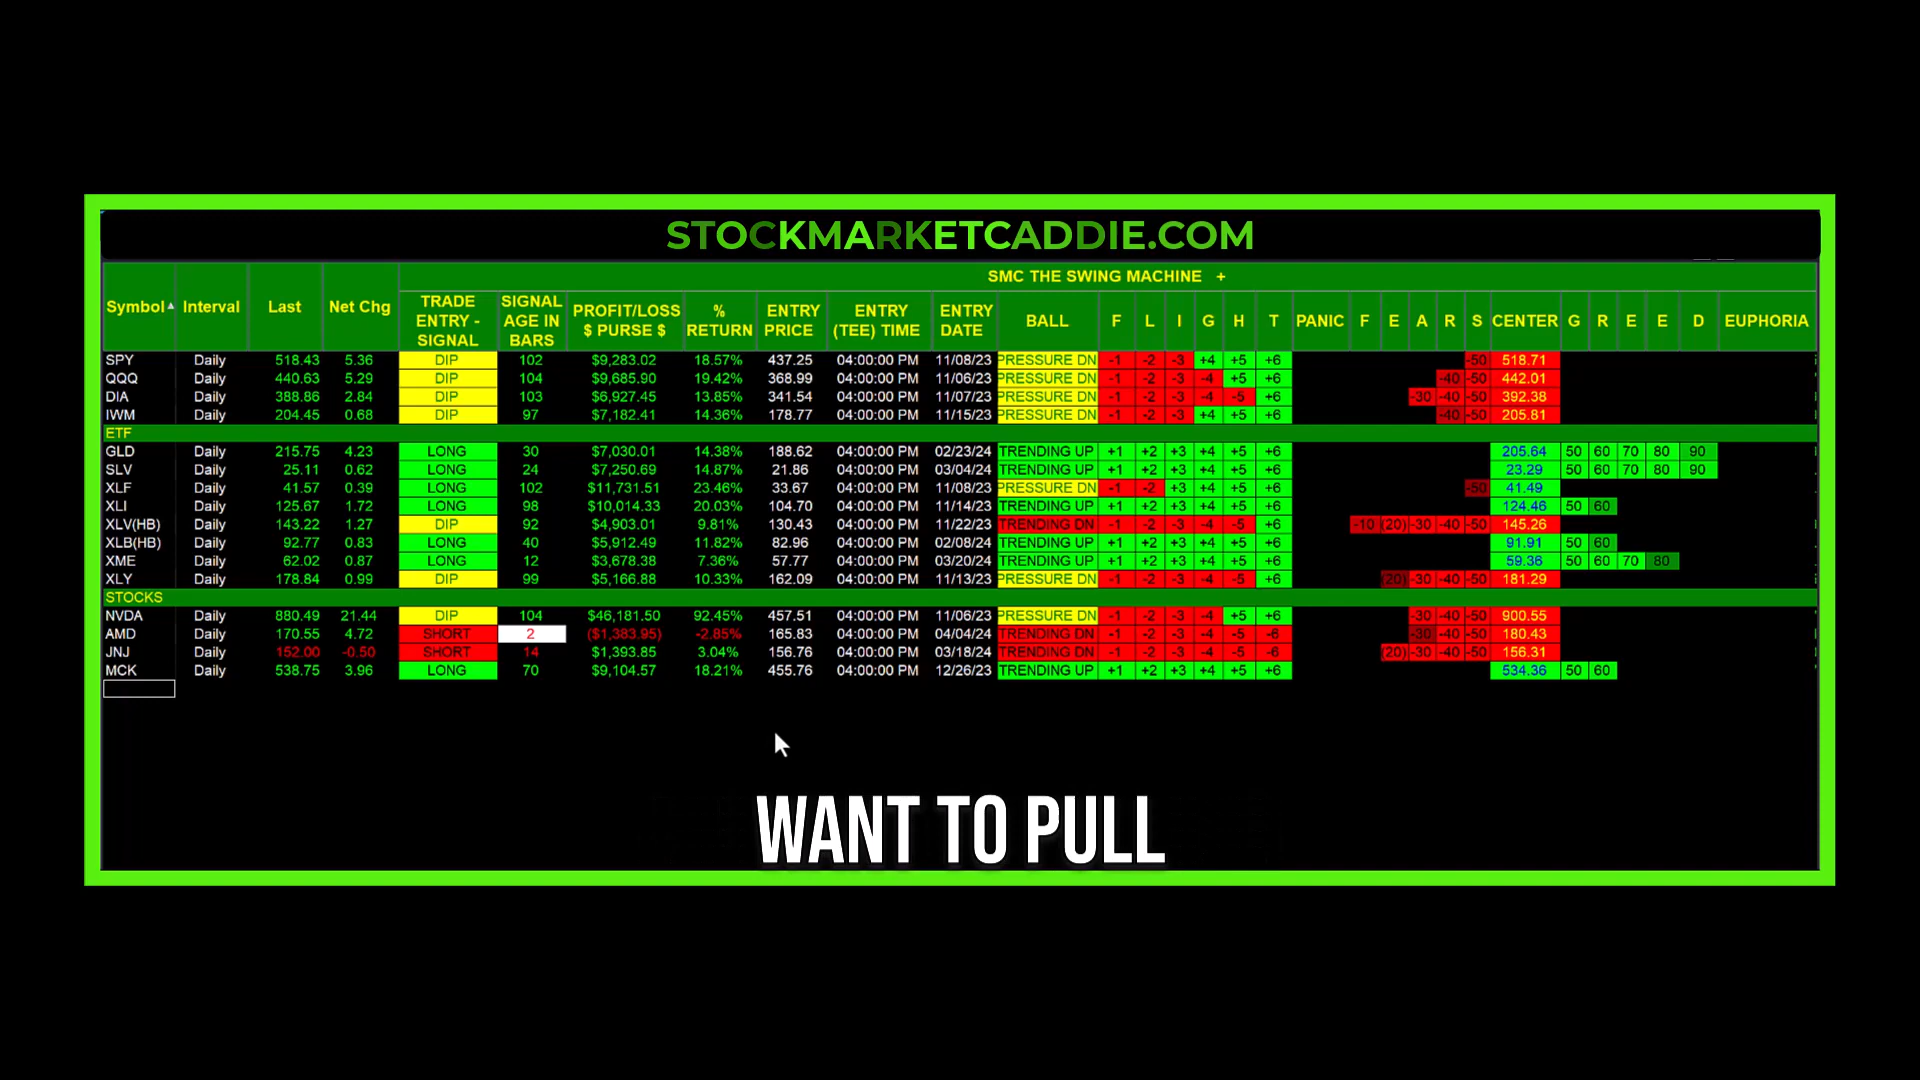 STOCKMARKETCADDIE.COM
SMC THE SWING MACHINE +
Symbol Interval Last Net Chg TRADE ENTRY - SIGNAL SIGNAL AGE IN BARS PROFIT/LOSS $ PURSE $ % RETURN ENTRY PRICE ENTRY (TEE) TIME ENTRY DATE BALL F L I G H T PANIC F E A R S CENTER G R E E D EUPHORIA
SPY Daily 518.43 5.36 DIP 102 $9,283.02 18.57% 437.25 04:00:00 PM 11/08/23 PRESSURE DN -1 -2 -3 +4 +5 +6 -50 518.71
QQQ Daily 440.63 5.29 DIP 104 $9,685.90 19.42% 368.99 04:00:00 PM 11/06/23 PRESSURE DN -1 -2 -3 -4 +5 +6 -40 -50 442.01
DIA Daily 388.86 2.84 DIP 103 $6,927.45 13.85% 341.54 04:00:00 PM 11/07/23 PRESSURE DN -1 -2 -3 -4 -5 +6 -30 -40 -50 392.38
IWM Daily 204.45 0.68 DIP 97 $7,182.41 14.36% 178.77 04:00:00 PM 11/15/23 PRESSURE DN -1 -2 -3 +4 +5 +6 -40 -50 205.81
ETF
GLD Daily 215.75 4.23 LONG 30 $7,030.01 14.38% 188.62 04:00:00 PM 02/23/24 TRENDING UP +1 +2 +3 +4 +5 +6 205.64 50 60 70 80 90
SLV Daily 25.11 0.62 LONG 24 $7,250.69 14.87% 21.86 04:00:00 PM 03/04/24 TRENDING UP +1 +2 +3 +4 +5 +6 23.29 50 60 70 80 90
XLF Daily 41.57 0.39 LONG 102 $11,731.51 23.46% 33.67 04:00:00 PM 11/08/23 PRESSURE DN -1 -2 +3 +4 +5 +6 -50 41.49
XLI Daily 125.67 1.72 LONG 98 $10,014.33 20.03% 104.70 04:00:00 PM 11/14/23 TRENDING UP +1 +2 +3 +4 +5 +6 124.46 50 60
XLV(HB) Daily 143.22 1.27 DIP 92 $4,903.01 9.81% 130.43 04:00:00 PM 11/22/23 TRENDING DN -1 -2 -3 -4 -5 +6 -10 (20) -30 -40 -50 145.26
XLB(HB) Daily 92.77 0.83 LONG 40 $5,912.49 11.82% 82.96 04:00:00 PM 02/08/24 TRENDING UP +1 +2 +3 +4 +5 +6 91.91 50 60
XME Daily 62.02 0.87 LONG 12 $3,678.38 7.36% 57.77 04:00:00 PM 03/20/24 TRENDING UP +1 +2 +3 +4 +5 +6 59.36 50 60 70 80
XLY Daily 178.84 0.99 DIP 99 $5,166.88 10.33% 162.09 04:00:00 PM 11/13/23 PRESSURE DN -1 -2 -3 -4 -5 +6 (20) -30 -40 -50 181.29
STOCKS
NVDA Daily 880.49 21.44 DIP 104 $46,181.50 92.45% 457.51 04:00:00 PM 11/06/23 PRESSURE DN -1 -2 -3 -4 +5 +6 -30 -40 -50 900.55
AMD Daily 170.55 4.72 SHORT 2 ($1,383.95) -2.85% 165.83 04:00:00 PM 04/04/24 TRENDING DN -1 -2 -3 -4 -5 -6 -30 -40 -50 180.43
JNJ Daily 152.00 -0.50 SHORT 14 $1,393.85 3.04% 156.76 04:00:00 PM 03/18/24 TRENDING DN -1 -2 -3 -4 -5 -6 (20) -30 -40 -50 156.31
MCK Daily 538.75 3.96 LONG 70 $9,104.57 18.21% 455.76 04:00:00 PM 12/26/23 TRENDING UP +1 +2 +3 +4 +5 +6 534.36 50 60
WANT TO PULL